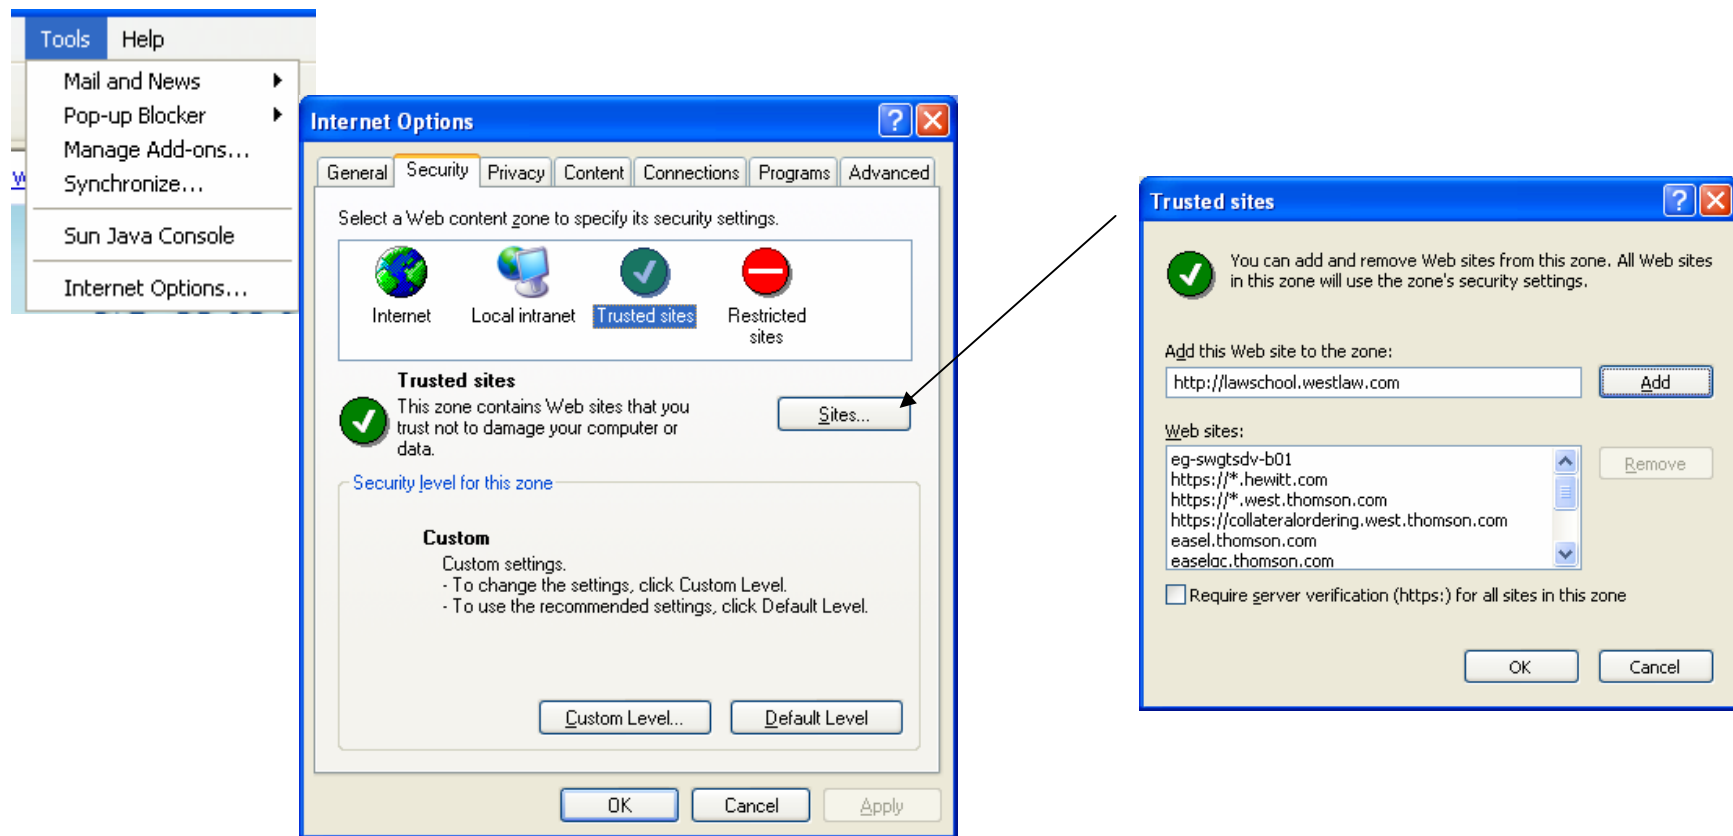 Tools Help
Mail and News
Pop-up Blocker
Manage Add-ons...
Synchronize...
Sun Java Console
Internet Options...
Internet Options
General Security Privacy Content Connections Programs Advanced
Select a Web content zone to specify its security settings.
Internet Local intranet Trusted sites Restricted
sites
Trusted sites
This zone contains Web sites that you
trust not to damage your computer or
data.
Sites...
Security level for this zone
Custom
Custom settings.
- To change the settings, click Custom Level.
- To use the recommended settings, click Default Level.
Custom Level... Default Level
OK Cancel Apply
Trusted sites
You can add and remove Web sites from this zone. All Web sites
in this zone will use the zone's security settings.
Add this Web site to the zone:
http://lawschool.westlaw.com Add
Web sites:
eg-swgtsdv-b01
https://*.hewitt.com
https://*.west.thomson.com
https://collateralordering.west.thomson.com
easel.thomson.com
easelqc.thomson.com
Remove
Require server verification (https:) for all sites in this zone
OK Cancel